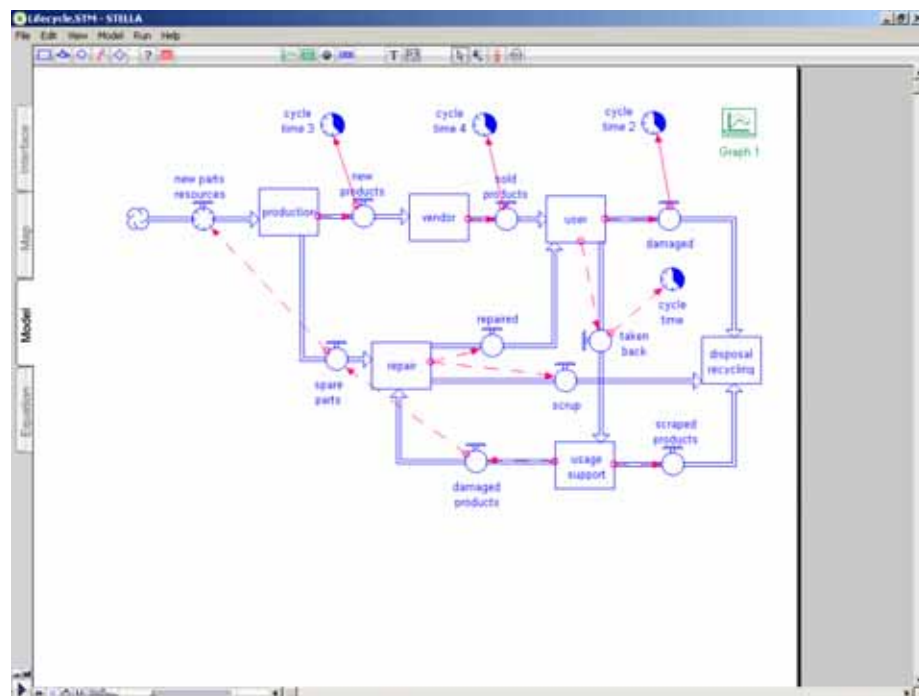 Lifecycle.STM - STELLA
File Edit View Model Run Help
? T
Interface
Map
Model
Equation
cycle
time 3
cycle
time 4
cycle
time 2
Graph 1
new parts
resources
production
new
products
vendor
sold
products
user
damaged
cycle
time
taken
back
repaired
repair
spare
parts
scrup
disposal
recycling
scraped
products
usage
support
damaged
products